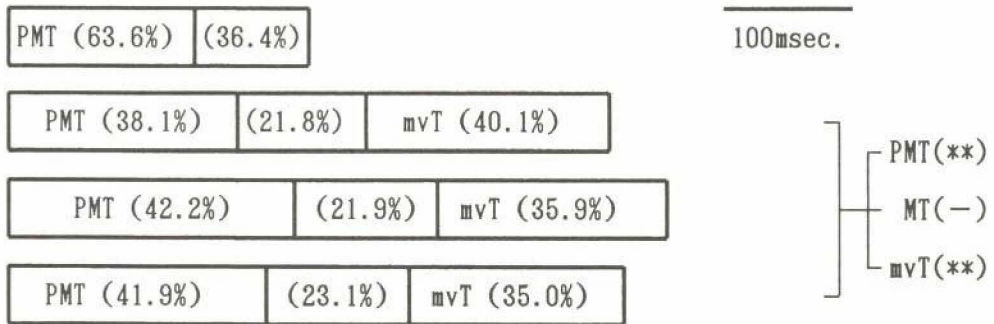 PMT (63.6%) (36.4%)
100msec.
PMT (38.1%) (21.8%) mvT (40.1%)
PMT(**)
PMT (42.2%) (21.9%) mvT (35.9%)
MT(—)
mvT(**)
PMT (41.9%) (23.1%) mvT (35.0%)